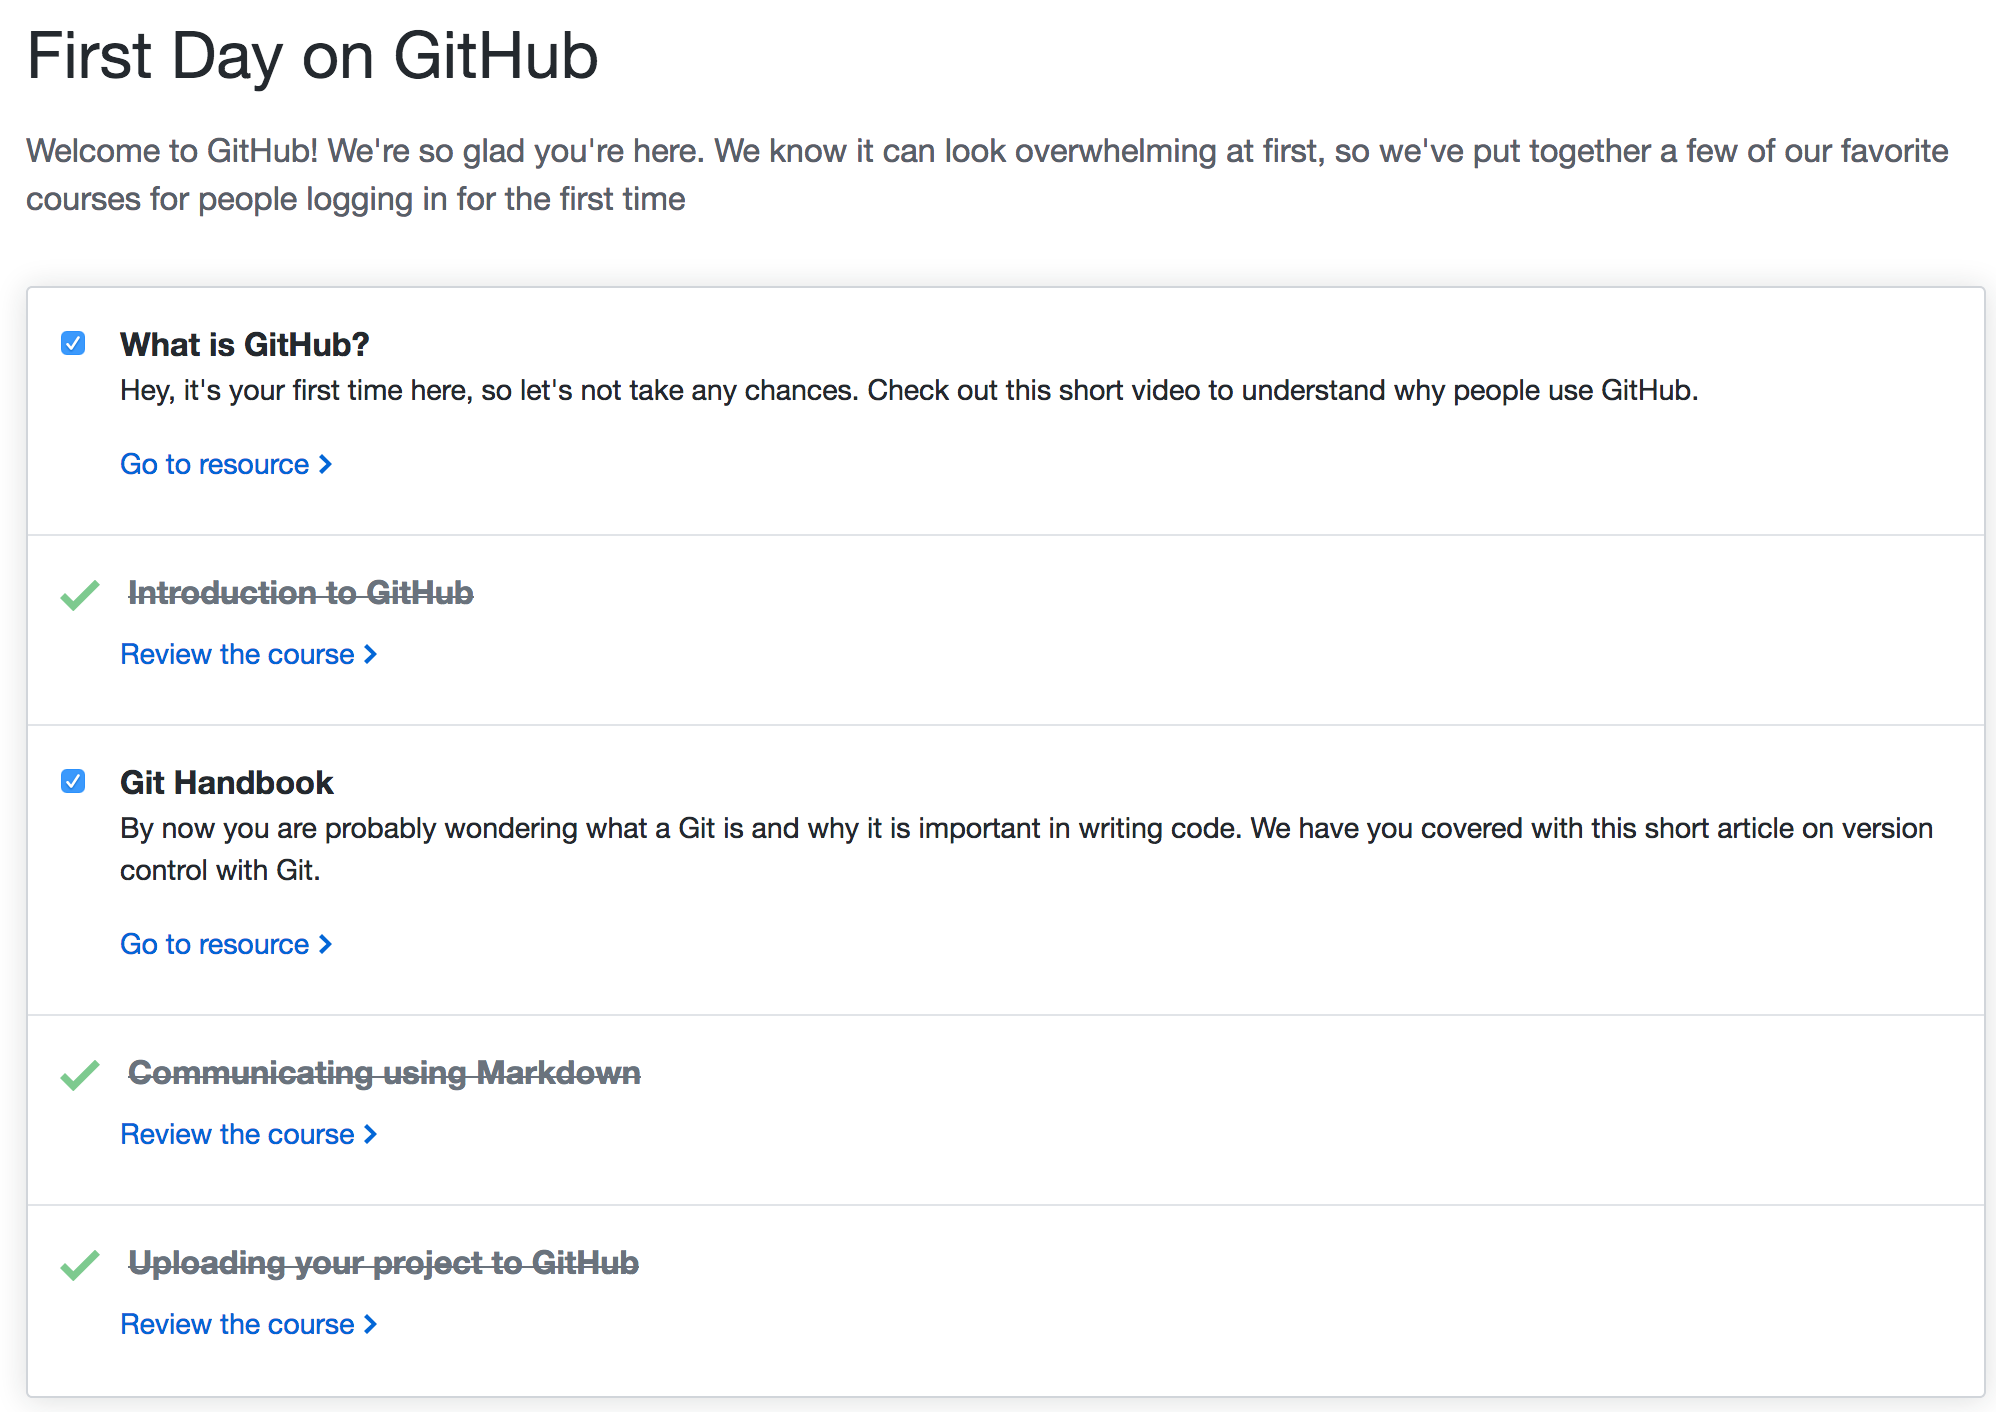 First Day on GitHub
Welcome to GitHub! We're so glad you're here. We know it can look overwhelming at first, so we've put together a few of our favorite
courses for people logging in for the first time
What is GitHub?
Hey, it's your first time here, so let's not take any chances. Check out this short video to understand why people use GitHub.
Go to resource
Introduction to GitHub
Review the course
Git Handbook
By now you are probably wondering what a Git is and why it is important in writing code. We have you covered with this short article on version
control with Git.
Go to resource
Communicating using Markdown
Review the course
Uploading your project to GitHub
Review the course